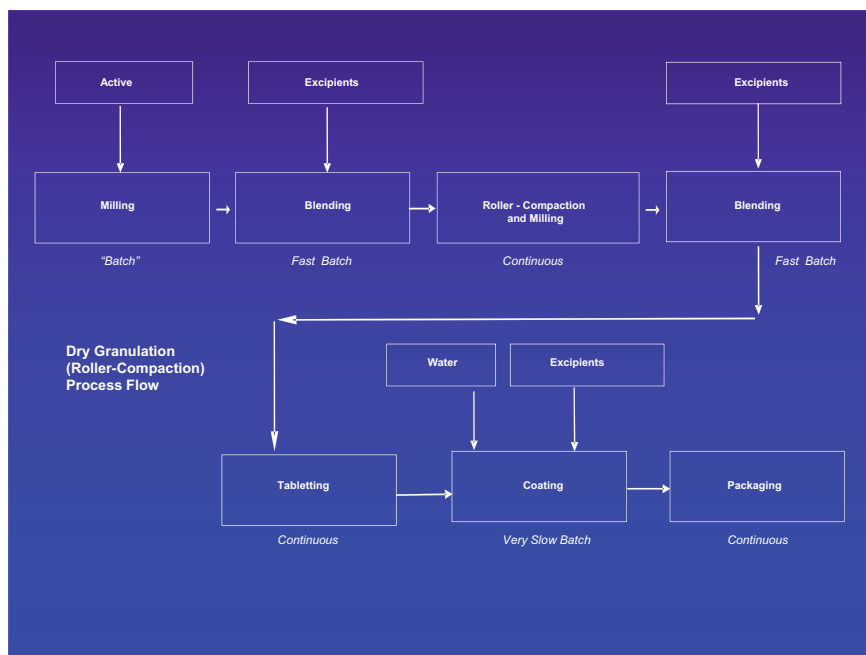 Active
Excipients
Excipients
Milling
Blending
Roller - Compaction
and Milling
Blending
“Batch”
Fast Batch
Continuous
Fast Batch
Dry Granulation
(Roller-Compaction)
Process Flow
Water
Excipients
Tabletting
Coating
Packaging
Continuous
Very Slow Batch
Continuous